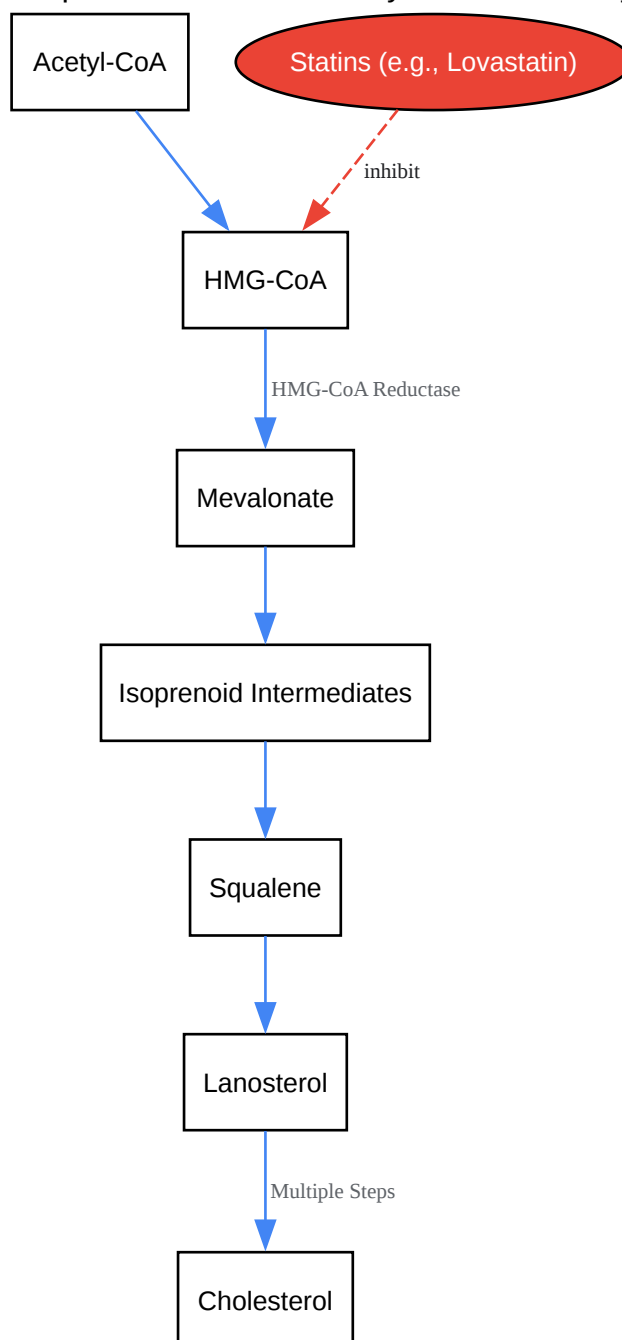 Acetyl-CoA
Statins (e.g., Lovastatin)
inhibit
HMG-CoA
HMG-CoA Reductase
Mevalonate
Isoprenoid Intermediates
Squalene
Lanosterol
Multiple Steps
Cholesterol